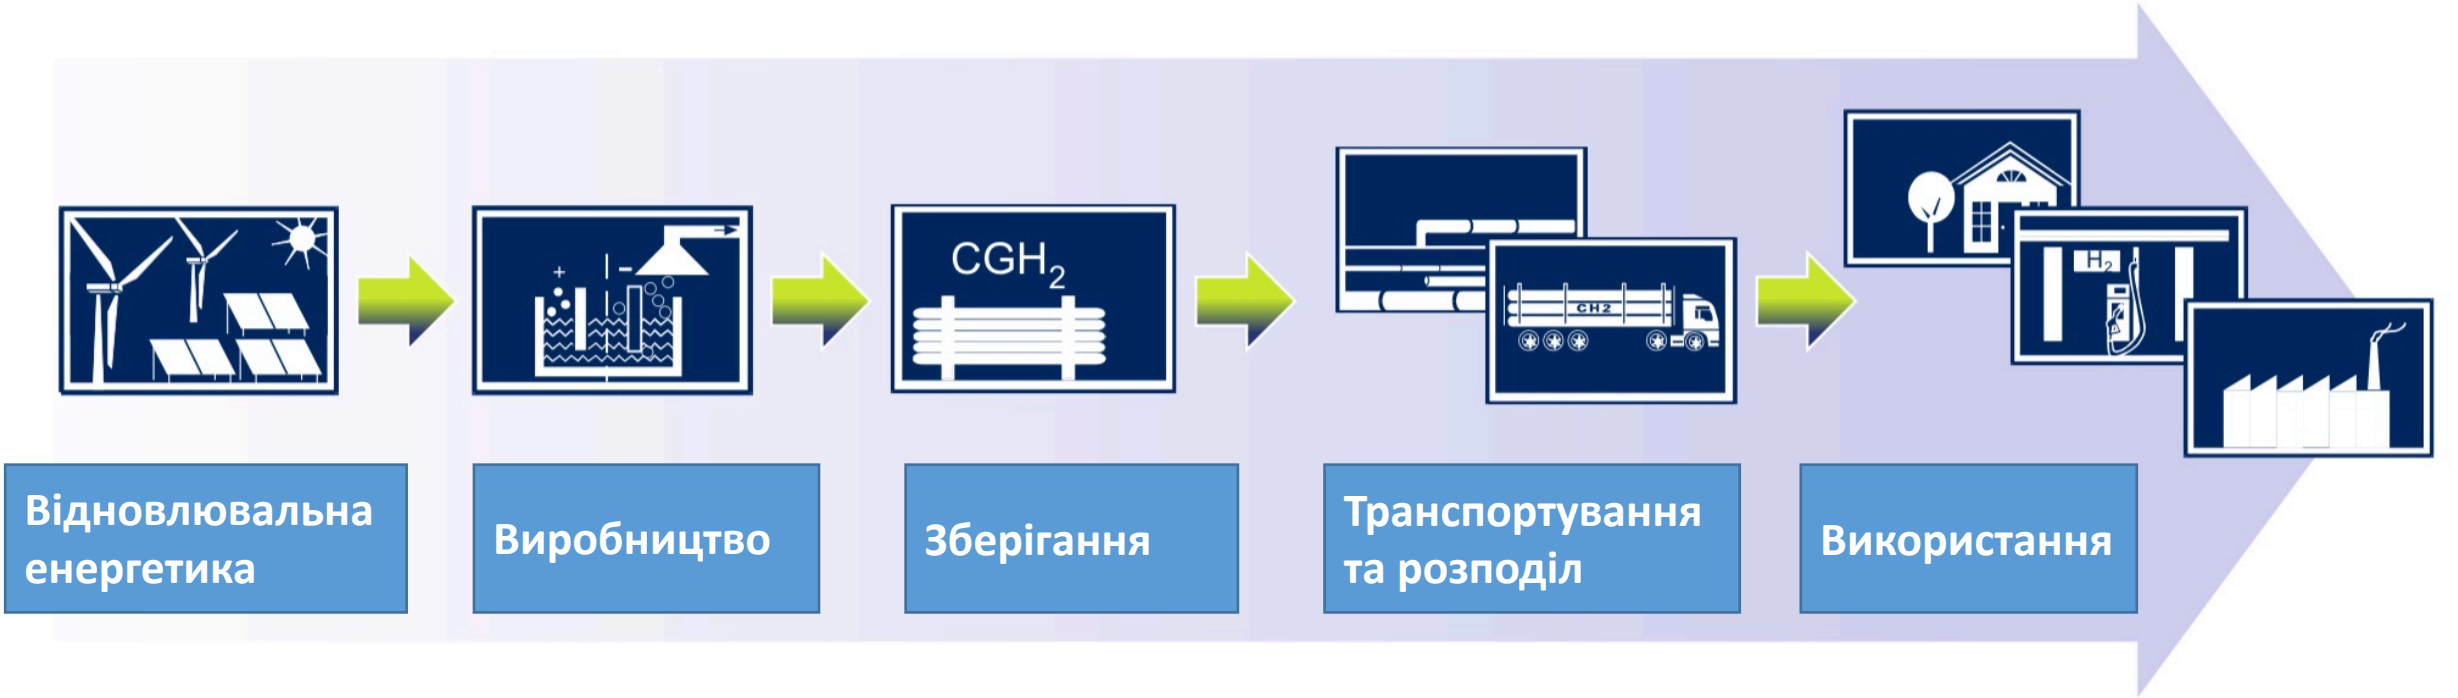 + −
CGH₂
CH2
H₂
Відновлювальна
енергетика
Виробництво
Зберігання
Транспортування
та розподіл
Використання